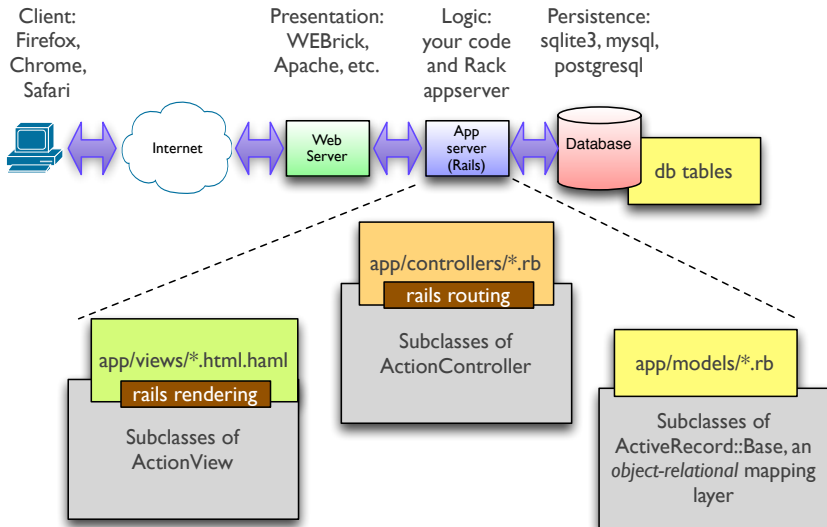 Client:
Firefox,
Chrome,
Safari
Presentation:
WEBrick,
Apache, etc.
Logic:
your code
and Rack
appserver
Persistence:
sqlite3, mysql,
postgresql
Internet
Web
Server
App
server
(Rails)
Database
db tables
app/controllers/*.rb
rails routing
Subclasses of
ActionController
app/views/*.html.haml
rails rendering
Subclasses of
ActionView
app/models/*.rb
Subclasses of
ActiveRecord::Base, an
object-relational mapping
layer